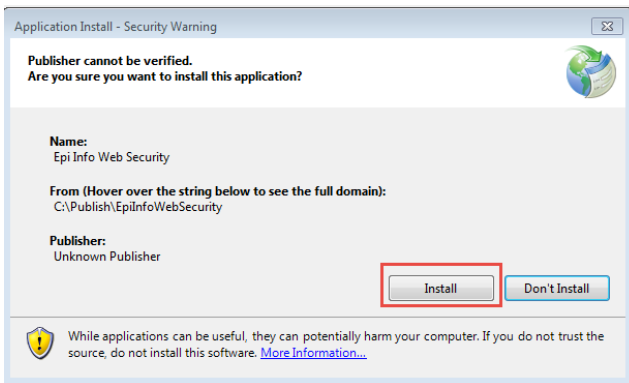 Application Install - Security Warning
Publisher cannot be verified.
Are you sure you want to install this application?
Name:
Epi Info Web Security
From (Hover over the string below to see the full domain):
C:\Publish\EpiInfoWebSecurity
Publisher:
Unknown Publisher
Install
Don't Install
While applications can be useful, they can potentially harm your computer. If you do not trust the
source, do not install this software. More Information...